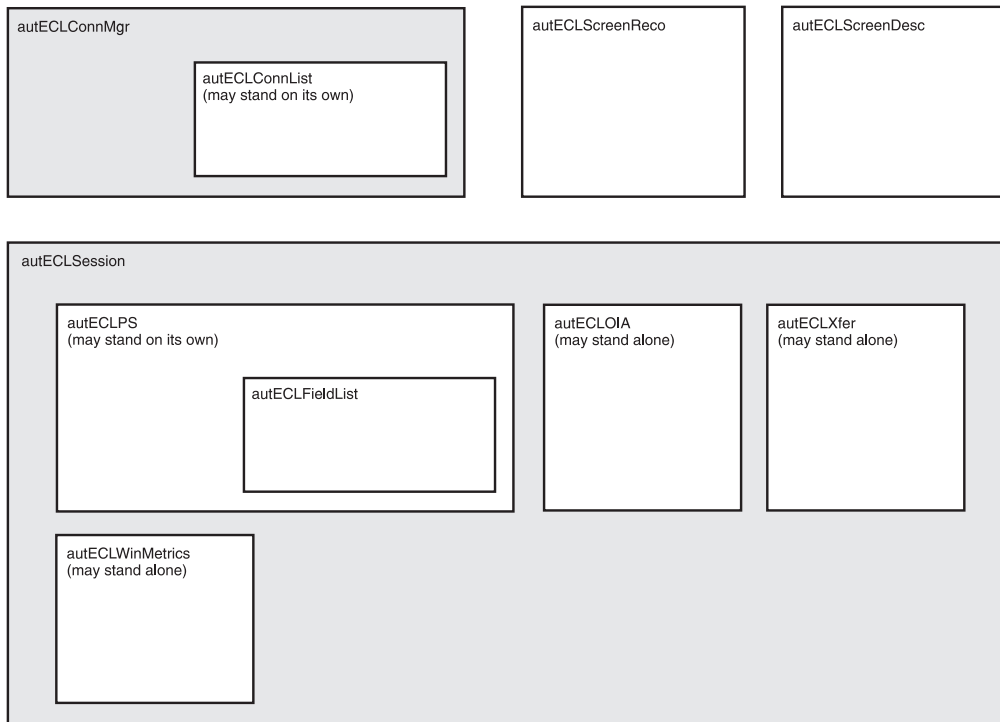 autECLConnMgr
autECLConnList
(may stand on its own)
autECLScreenReco
autECLScreenDesc
autECLSession
autECLPS
(may stand on its own)
autECLFieldList
autECLOIA
(may stand alone)
autECLXfer
(may stand alone)
autECLWinMetrics
(may stand alone)